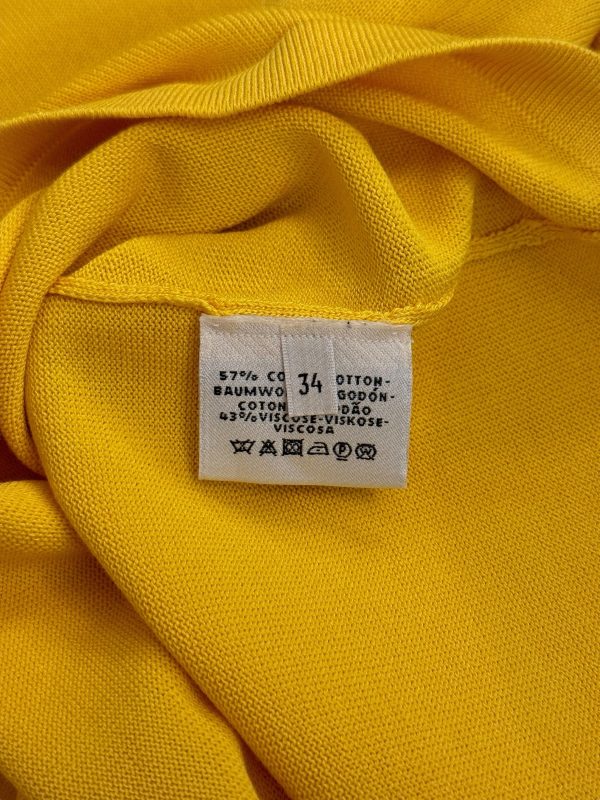 57% CO OTTON-
34
BAUMWO GODÓN-
COTON ODÃO
43% VISCOSE-VISKOSE-
VISCOSA
P W